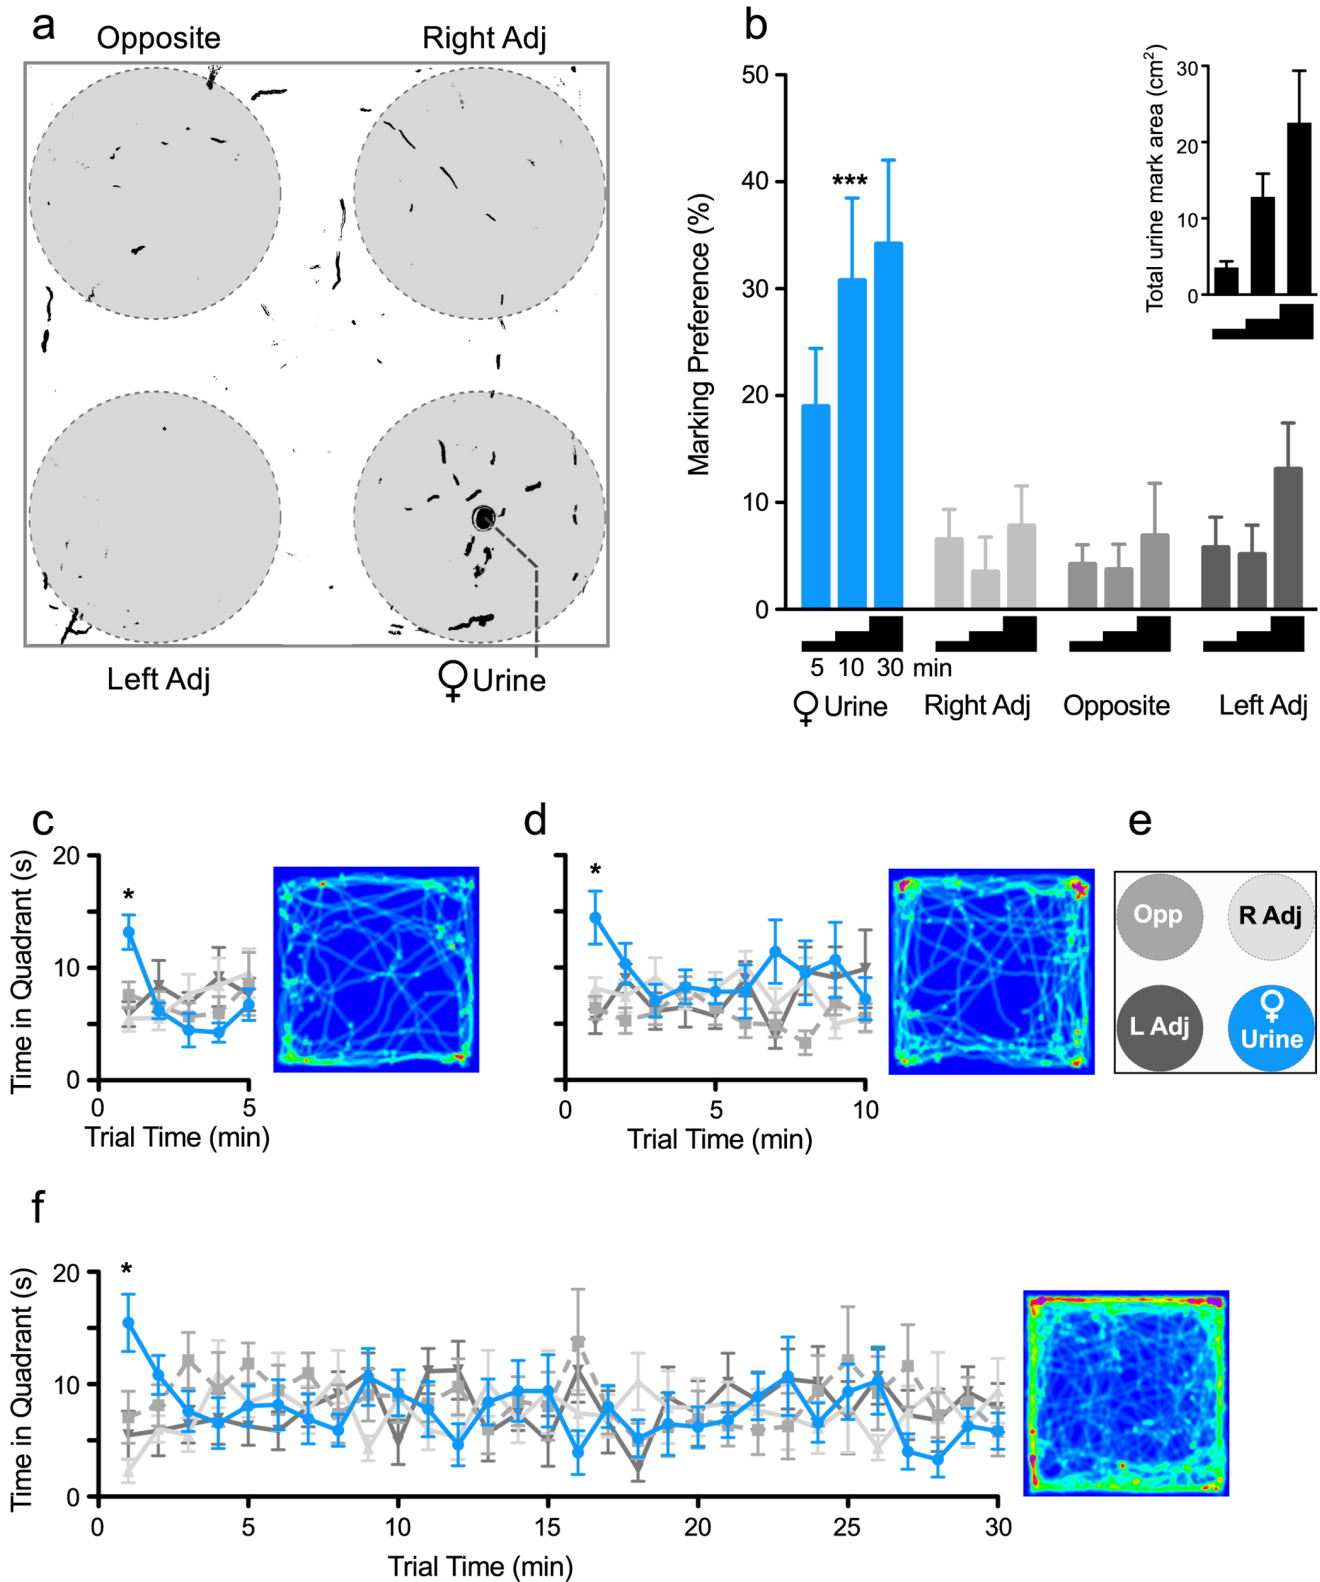 a
Opposite
Right Adj
Left Adj
♀ Urine
b
50
40
30
20
10
0
Marking Preference (%)
***
5 10 30 min
♀ Urine Right Adj Opposite Left Adj
30
20
10
0
Total urine mark area (cm²)
c
20
10
0
Time in Quadrant (s)
*
0 5
Trial Time (min)
d
*
0 5 10
Trial Time (min)
e
Opp
R Adj
L Adj
♀
Urine
f
20
10
0
Time in Quadrant (s)
*
0 5 10 15 20 25 30
Trial Time (min)